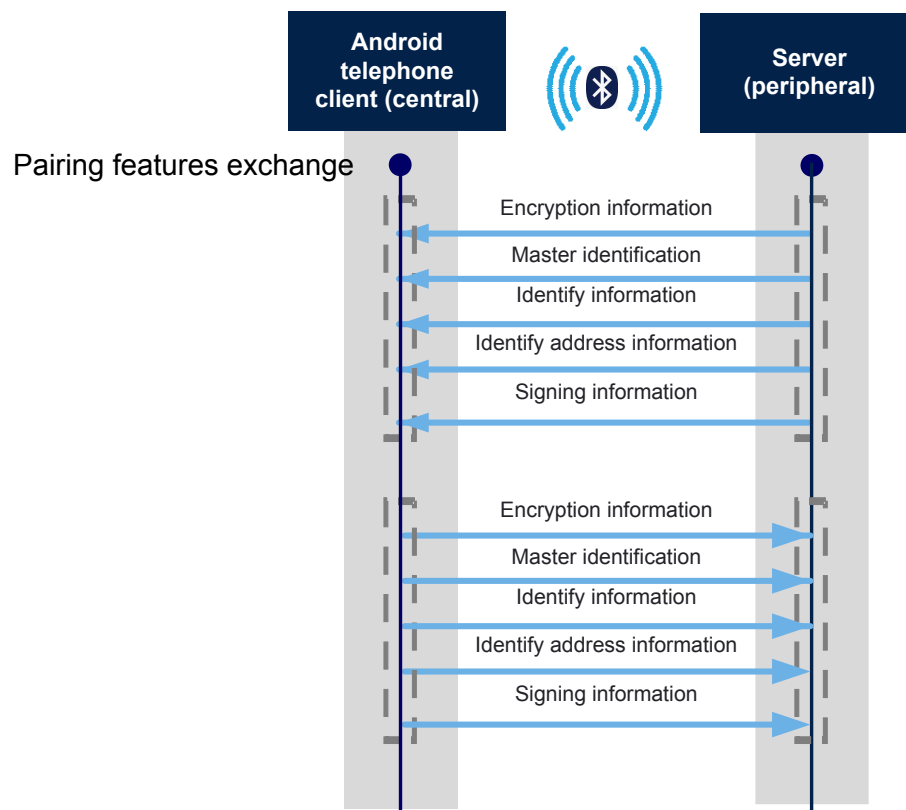 Android
telephone
client (central)
Server
(peripheral)
Pairing features exchange
Encryption information
Master identification
Identify information
Identify address information
Signing information
Encryption information
Master identification
Identify information
Identify address information
Signing information